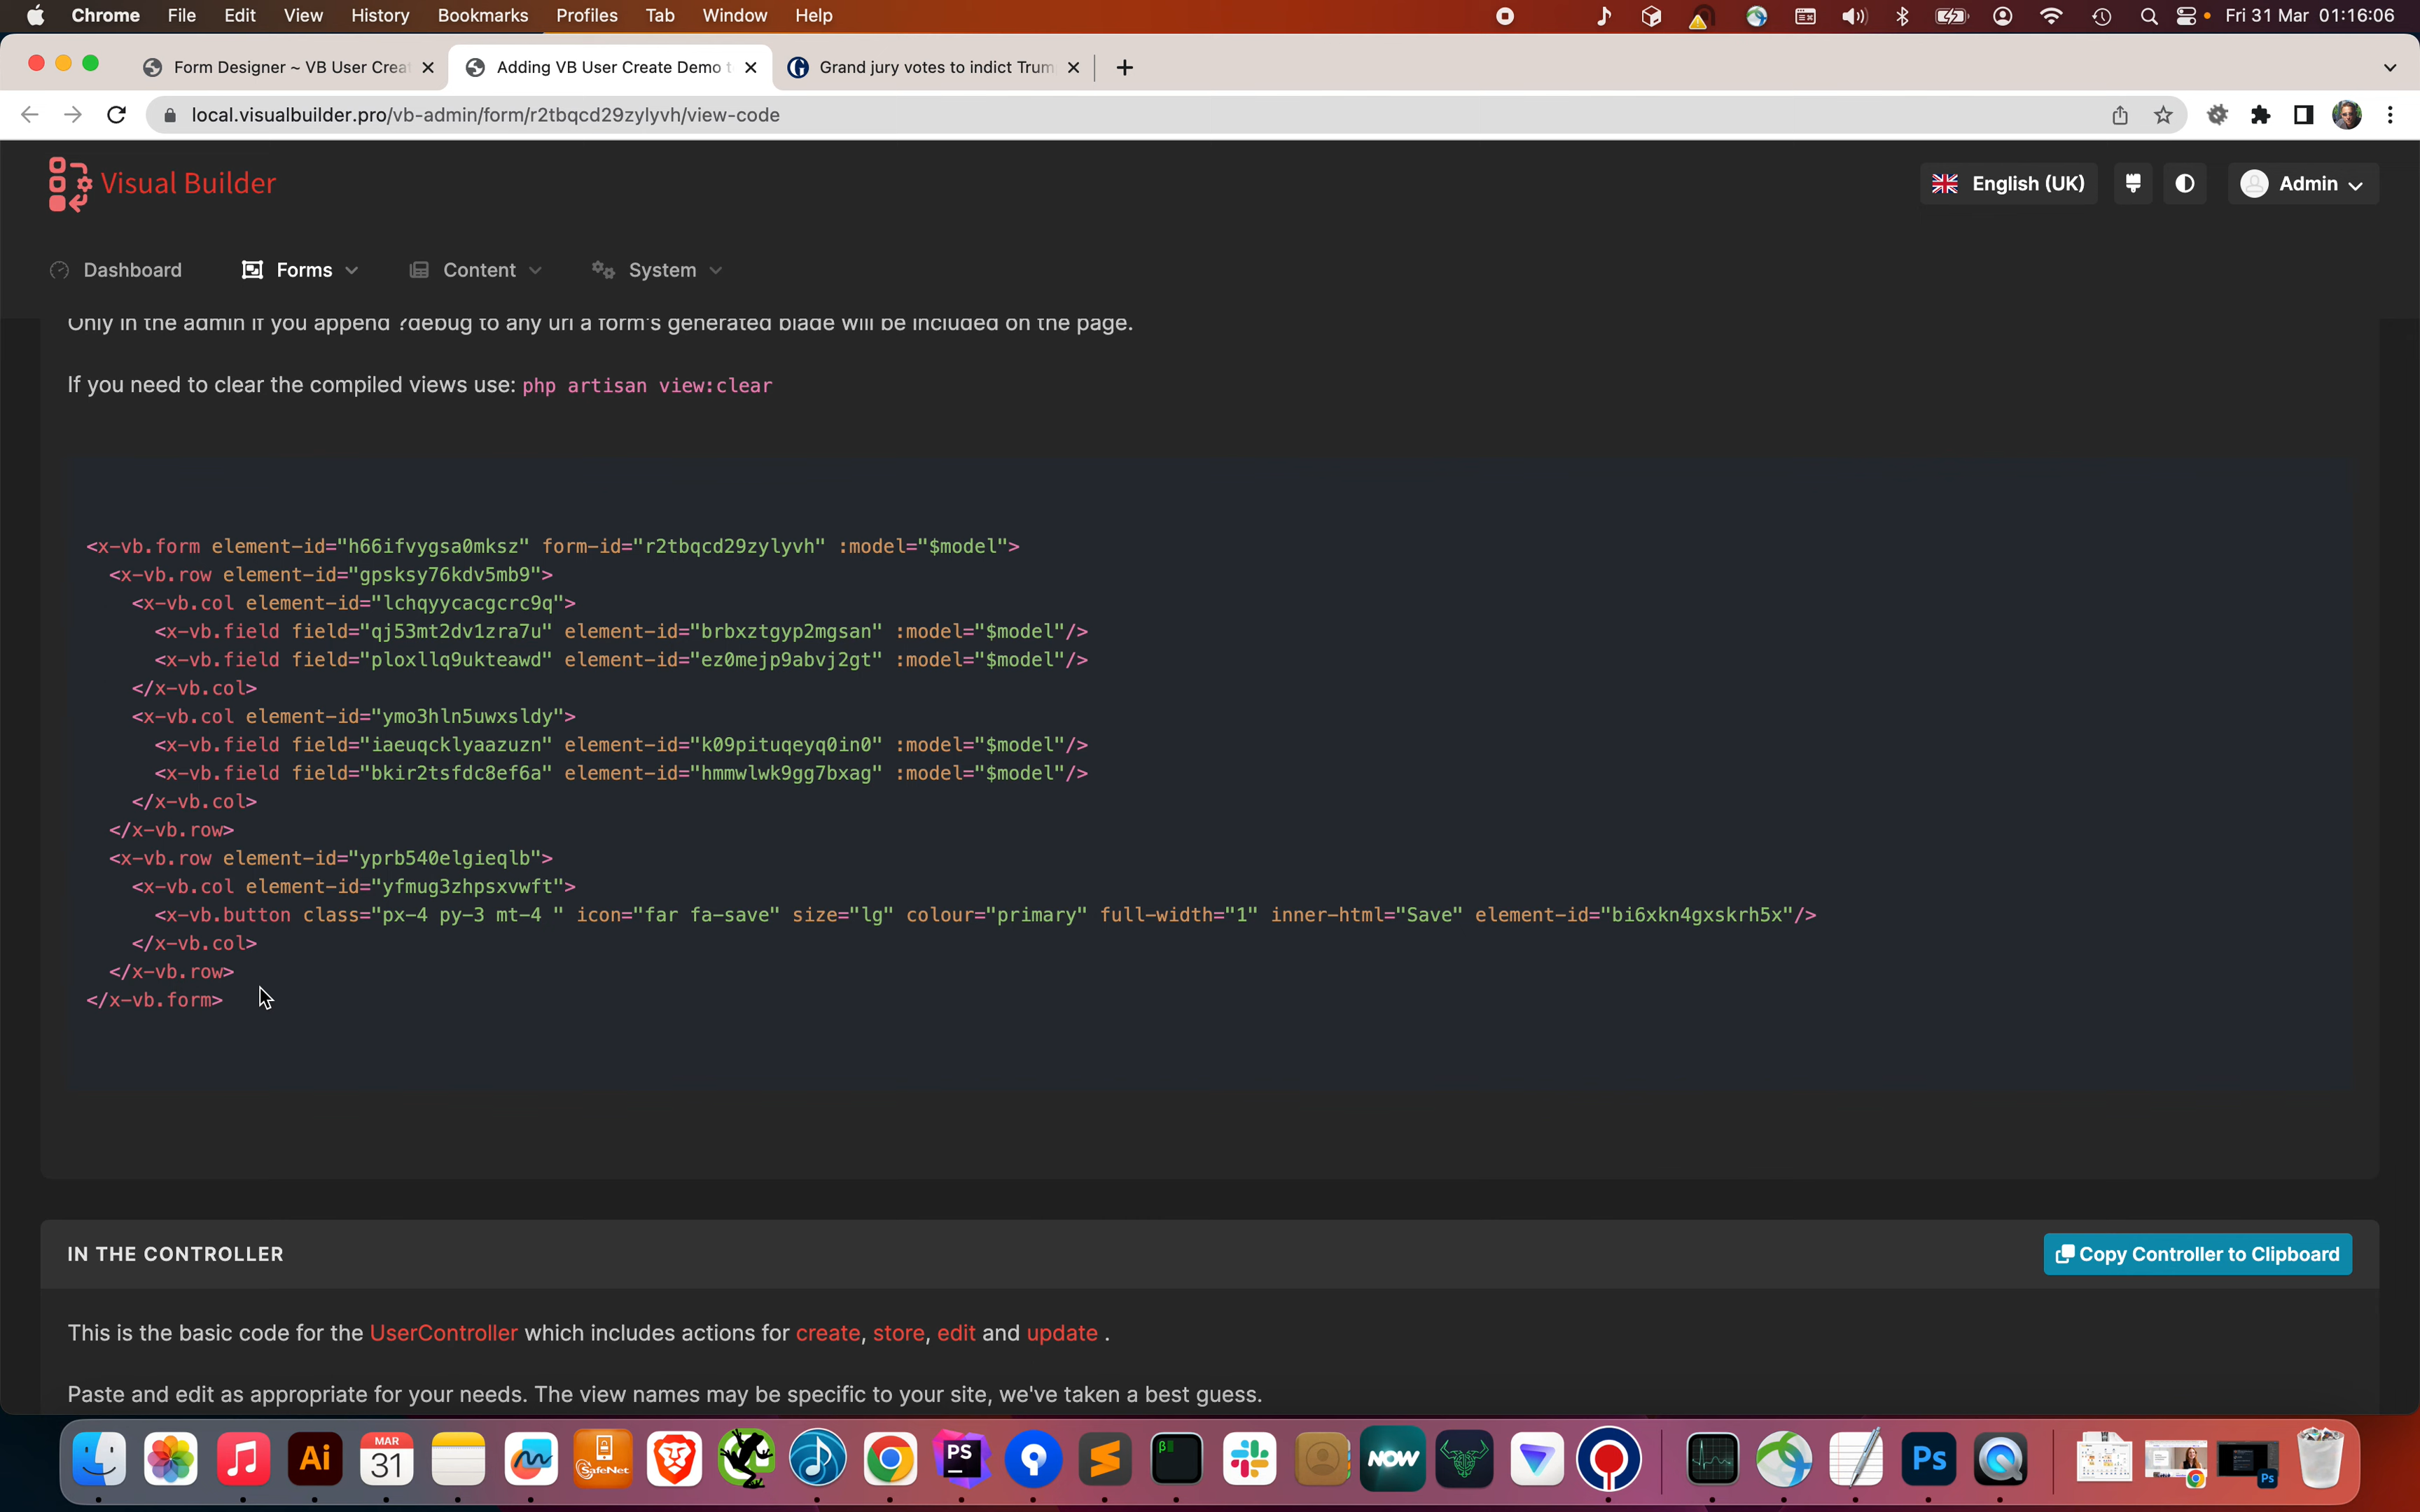 Chrome File Edit View History Bookmarks Profiles Tab Window Help Fri 31 Mar 01:16:06
Form Designer ~ VB User Crea Adding VB User Create Demo t Grand jury votes to indict Trum
local.visualbuilder.pro/vb-admin/form/r2tbqcd29zylyvh/view-code
Visual Builder English (UK) Admin
Dashboard Forms Content System
Only in the admin if you append ?debug to any url a form's generated blade will be included on the page.
If you need to clear the compiled views use: php artisan view:clear
<x-vb.form element-id="h66ifvygsa0mksz" form-id="r2tbqcd29zylyvh" :model="$model">
<x-vb.row element-id="gpsksy76kdv5mb9">
<x-vb.col element-id="lchqyycacgcrc9q">
<x-vb.field field="qj53mt2dv1zra7u" element-id="brbxztgyp2mgsan" :model="$model"/>
<x-vb.field field="ploxllq9ukteawd" element-id="ez0mejp9abvj2gt" :model="$model"/>
</x-vb.col>
<x-vb.col element-id="ymo3hln5uwxsldy">
<x-vb.field field="iaeuqcklyaazuzn" element-id="k09pituqeyq0in0" :model="$model"/>
<x-vb.field field="bkir2tsfdc8ef6a" element-id="hmmwlwk9gg7bxag" :model="$model"/>
</x-vb.col>
</x-vb.row>
<x-vb.row element-id="yprb540elgieqlb">
<x-vb.col element-id="yfmug3zhpsxvwft">
<x-vb.button class="px-4 py-3 mt-4 " icon="far fa-save" size="lg" colour="primary" full-width="1" inner-html="Save" element-id="bi6xkn4gxskrh5x"/>
</x-vb.col>
</x-vb.row>
</x-vb.form>
IN THE CONTROLLER Copy Controller to Clipboard
This is the basic code for the UserController which includes actions for create, store, edit and update .
Paste and edit as appropriate for your needs. The view names may be specific to your site, we've taken a best guess.
Ai MAR 31 SafeNet PS NOW Ps Ps